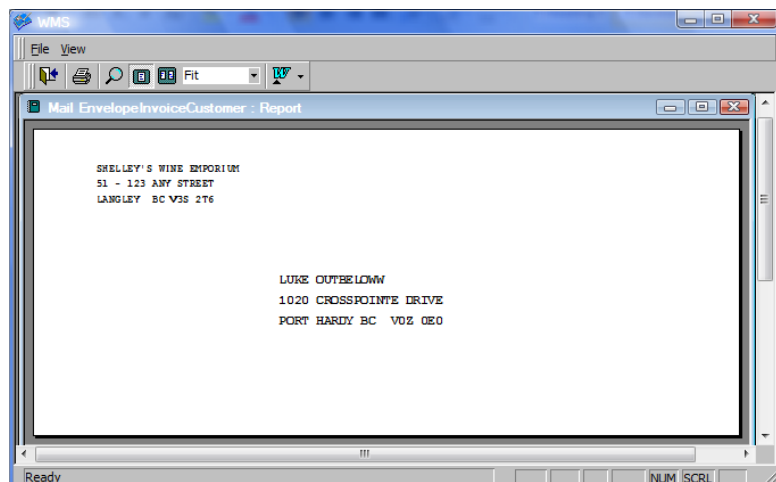 WMS
File View
Fit
Mail EnvelopeInvoiceCustomer : Report
SHELLEY'S WINE EMPORIUM
51 - 123 ANY STREET
LANGLEY BC V3S 2T6
LUKE OUTBELOWW
1020 CROSSPOINTE DRIVE
PORT HARDY BC V0Z 0E0
Ready NUM SCRL